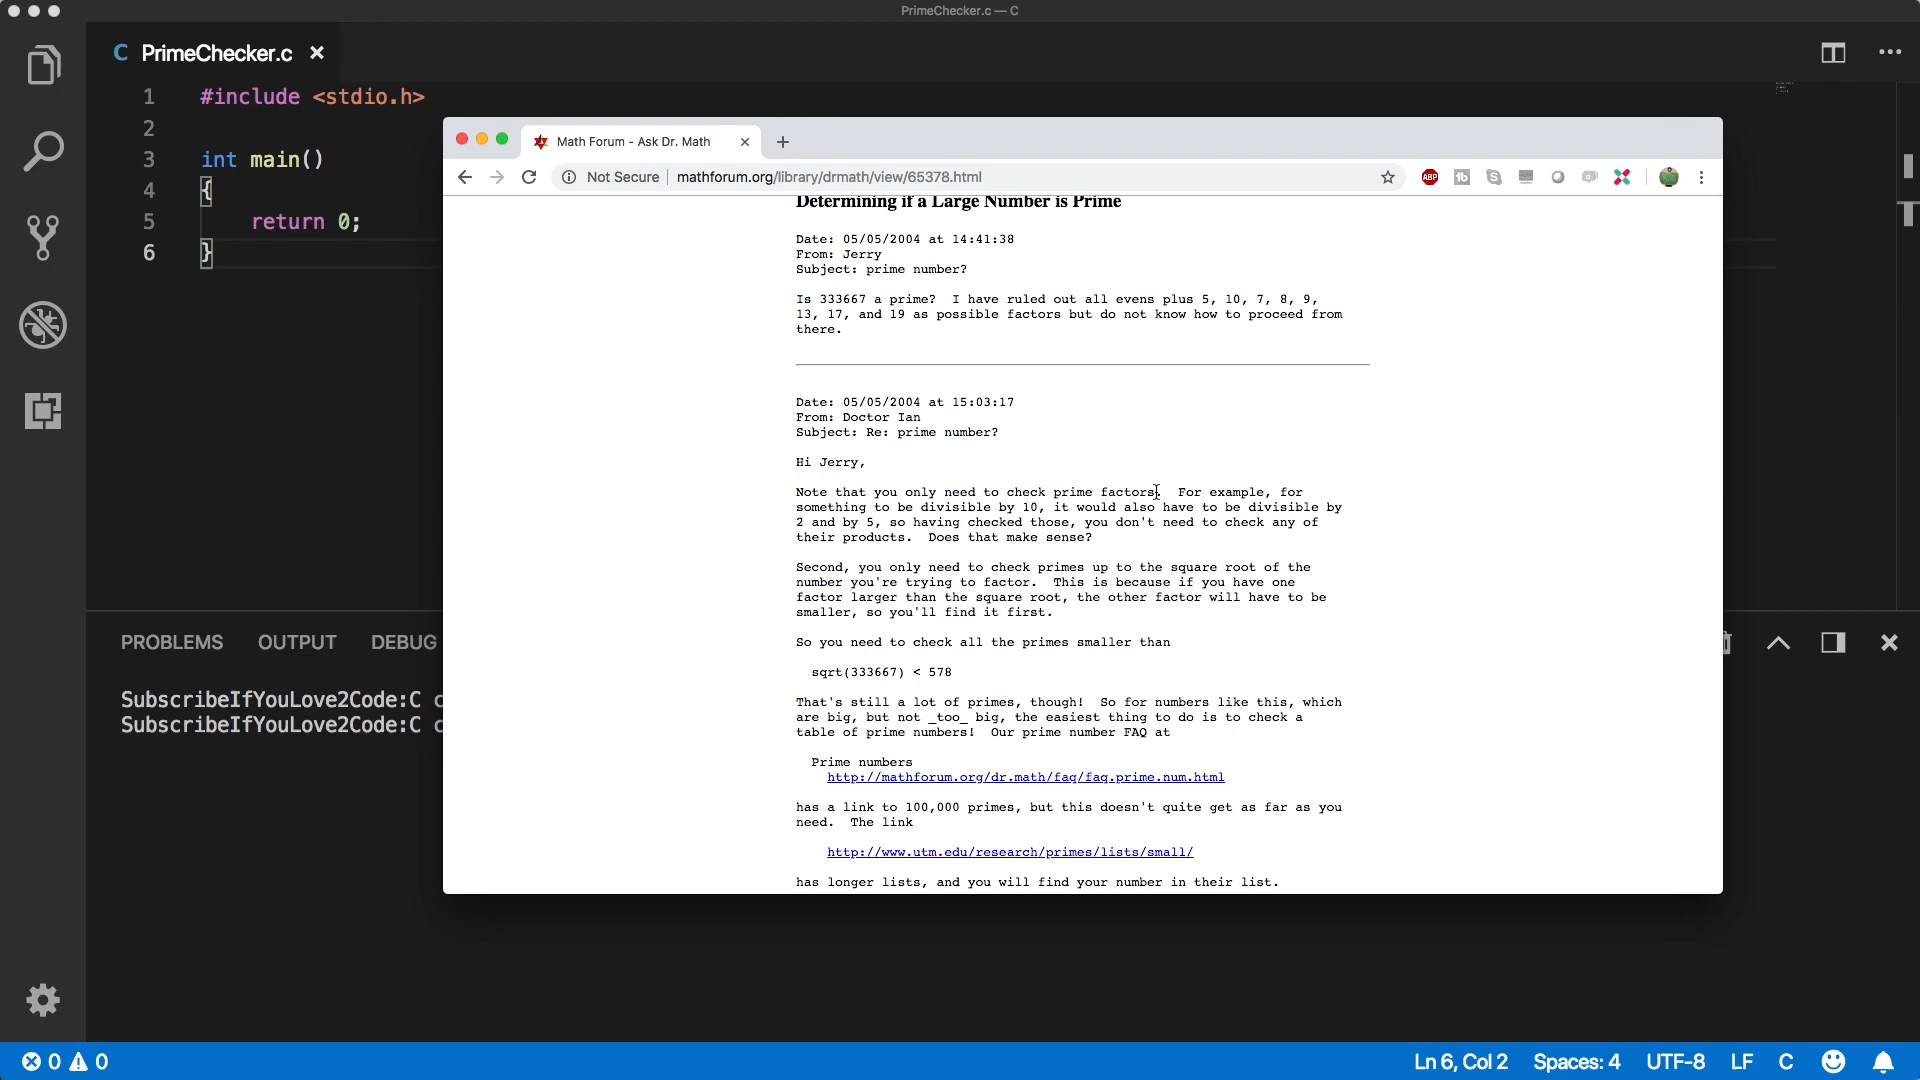 PrimeChecker.c — C
PrimeChecker.c
1 #include <stdio.h>
2
3 int main()
4 {
5 return 0;
6 }
Math Forum - Ask Dr. Math
Not Secure | mathforum.org/library/drmath/view/65378.html
ABP
Determining if a Large Number is Prime
Date: 05/05/2004 at 14:41:38
From: Jerry
Subject: prime number?
Is 333667 a prime?  I have ruled out all evens plus 5, 10, 7, 8, 9,
13, 17, and 19 as possible factors but do not know how to proceed from
there.
Date: 05/05/2004 at 15:03:17
From: Doctor Ian
Subject: Re: prime number?
Hi Jerry,
Note that you only need to check prime factors.  For example, for
something to be divisible by 10, it would also have to be divisible by
2 and by 5, so having checked those, you don't need to check any of
their products.  Does that make sense?
Second, you only need to check primes up to the square root of the
number you're trying to factor.  This is because if you have one
factor larger than the square root, the other factor will have to be
smaller, so you'll find it first.
So you need to check all the primes smaller than
sqrt(333667) < 578
That's still a lot of primes, though!  So for numbers like this, which
are big, but not _too_ big, the easiest thing to do is to check a
table of prime numbers!  Our prime number FAQ at
Prime numbers
http://mathforum.org/dr.math/faq/faq.prime.num.html
has a link to 100,000 primes, but this doesn't quite get as far as you
need.  The link
http://www.utm.edu/research/primes/lists/small/
has longer lists, and you will find your number in their list.
PROBLEMS OUTPUT DEBUG
SubscribeIfYouLove2Code:C c
SubscribeIfYouLove2Code:C c
0 0
Ln 6, Col 2 Spaces: 4 UTF-8 LF C